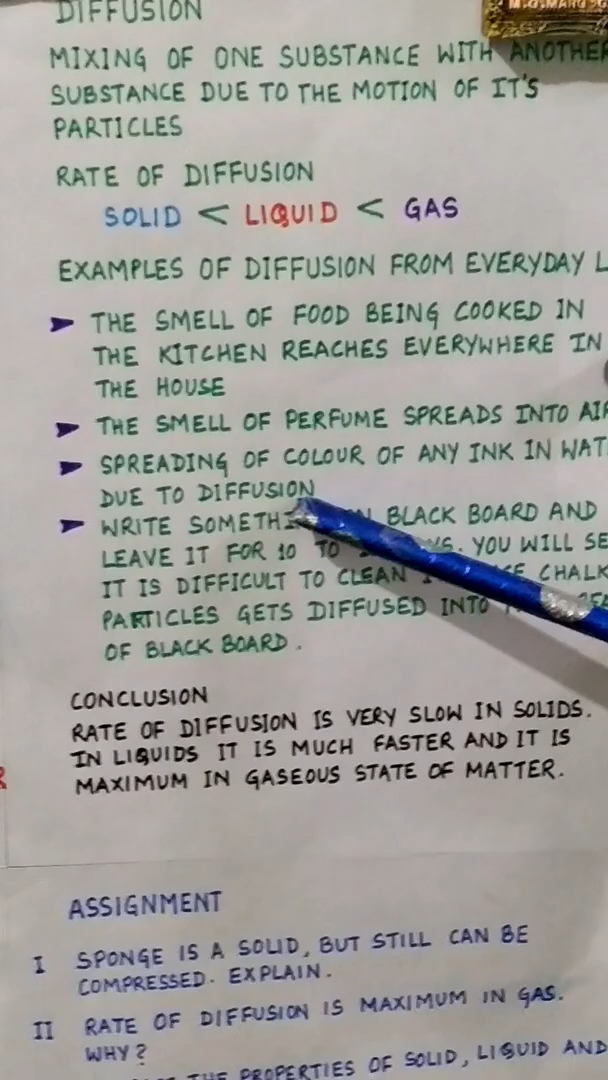 DIFFUSION
MIXING OF ONE SUBSTANCE WITH ANOTHER
SUBSTANCE DUE TO THE MOTION OF IT'S
PARTICLES
RATE OF DIFFUSION
SOLID < LIQUID < GAS
EXAMPLES OF DIFFUSION FROM EVERYDAY
➤ THE SMELL OF FOOD BEING COOKED IN
THE KITCHEN REACHES EVERYWHERE IN
THE HOUSE
➤ THE SMELL OF PERFUME SPREADS INTO AIR
➤ SPREADING OF COLOUR OF ANY INK IN
DUE TO DIFFUSION
➤ WRITE BLACK BOARD AND
LEAVE IT FOR 10 TO YOU WILL
IT IS DIFFICULT TO CLEAN CHALK
PARTICLES GETS DIFFUSED INTO
OF BLACK BOARD.
CONCLUSION
RATE OF DIFFUSION IS VERY SLOW IN SOLIDS.
IN LIQUIDS IT IS MUCH FASTER AND IT IS
MAXIMUM IN GASEOUS STATE OF MATTER.
ASSIGNMENT
I SPONGE IS A SOLID, BUT STILL CAN BE
COMPRESSED. EXPLAIN.
II RATE OF DIFFUSION IS MAXIMUM IN GAS.
WHY?
THE PROPERTIES OF SOLID, LIQUID AND